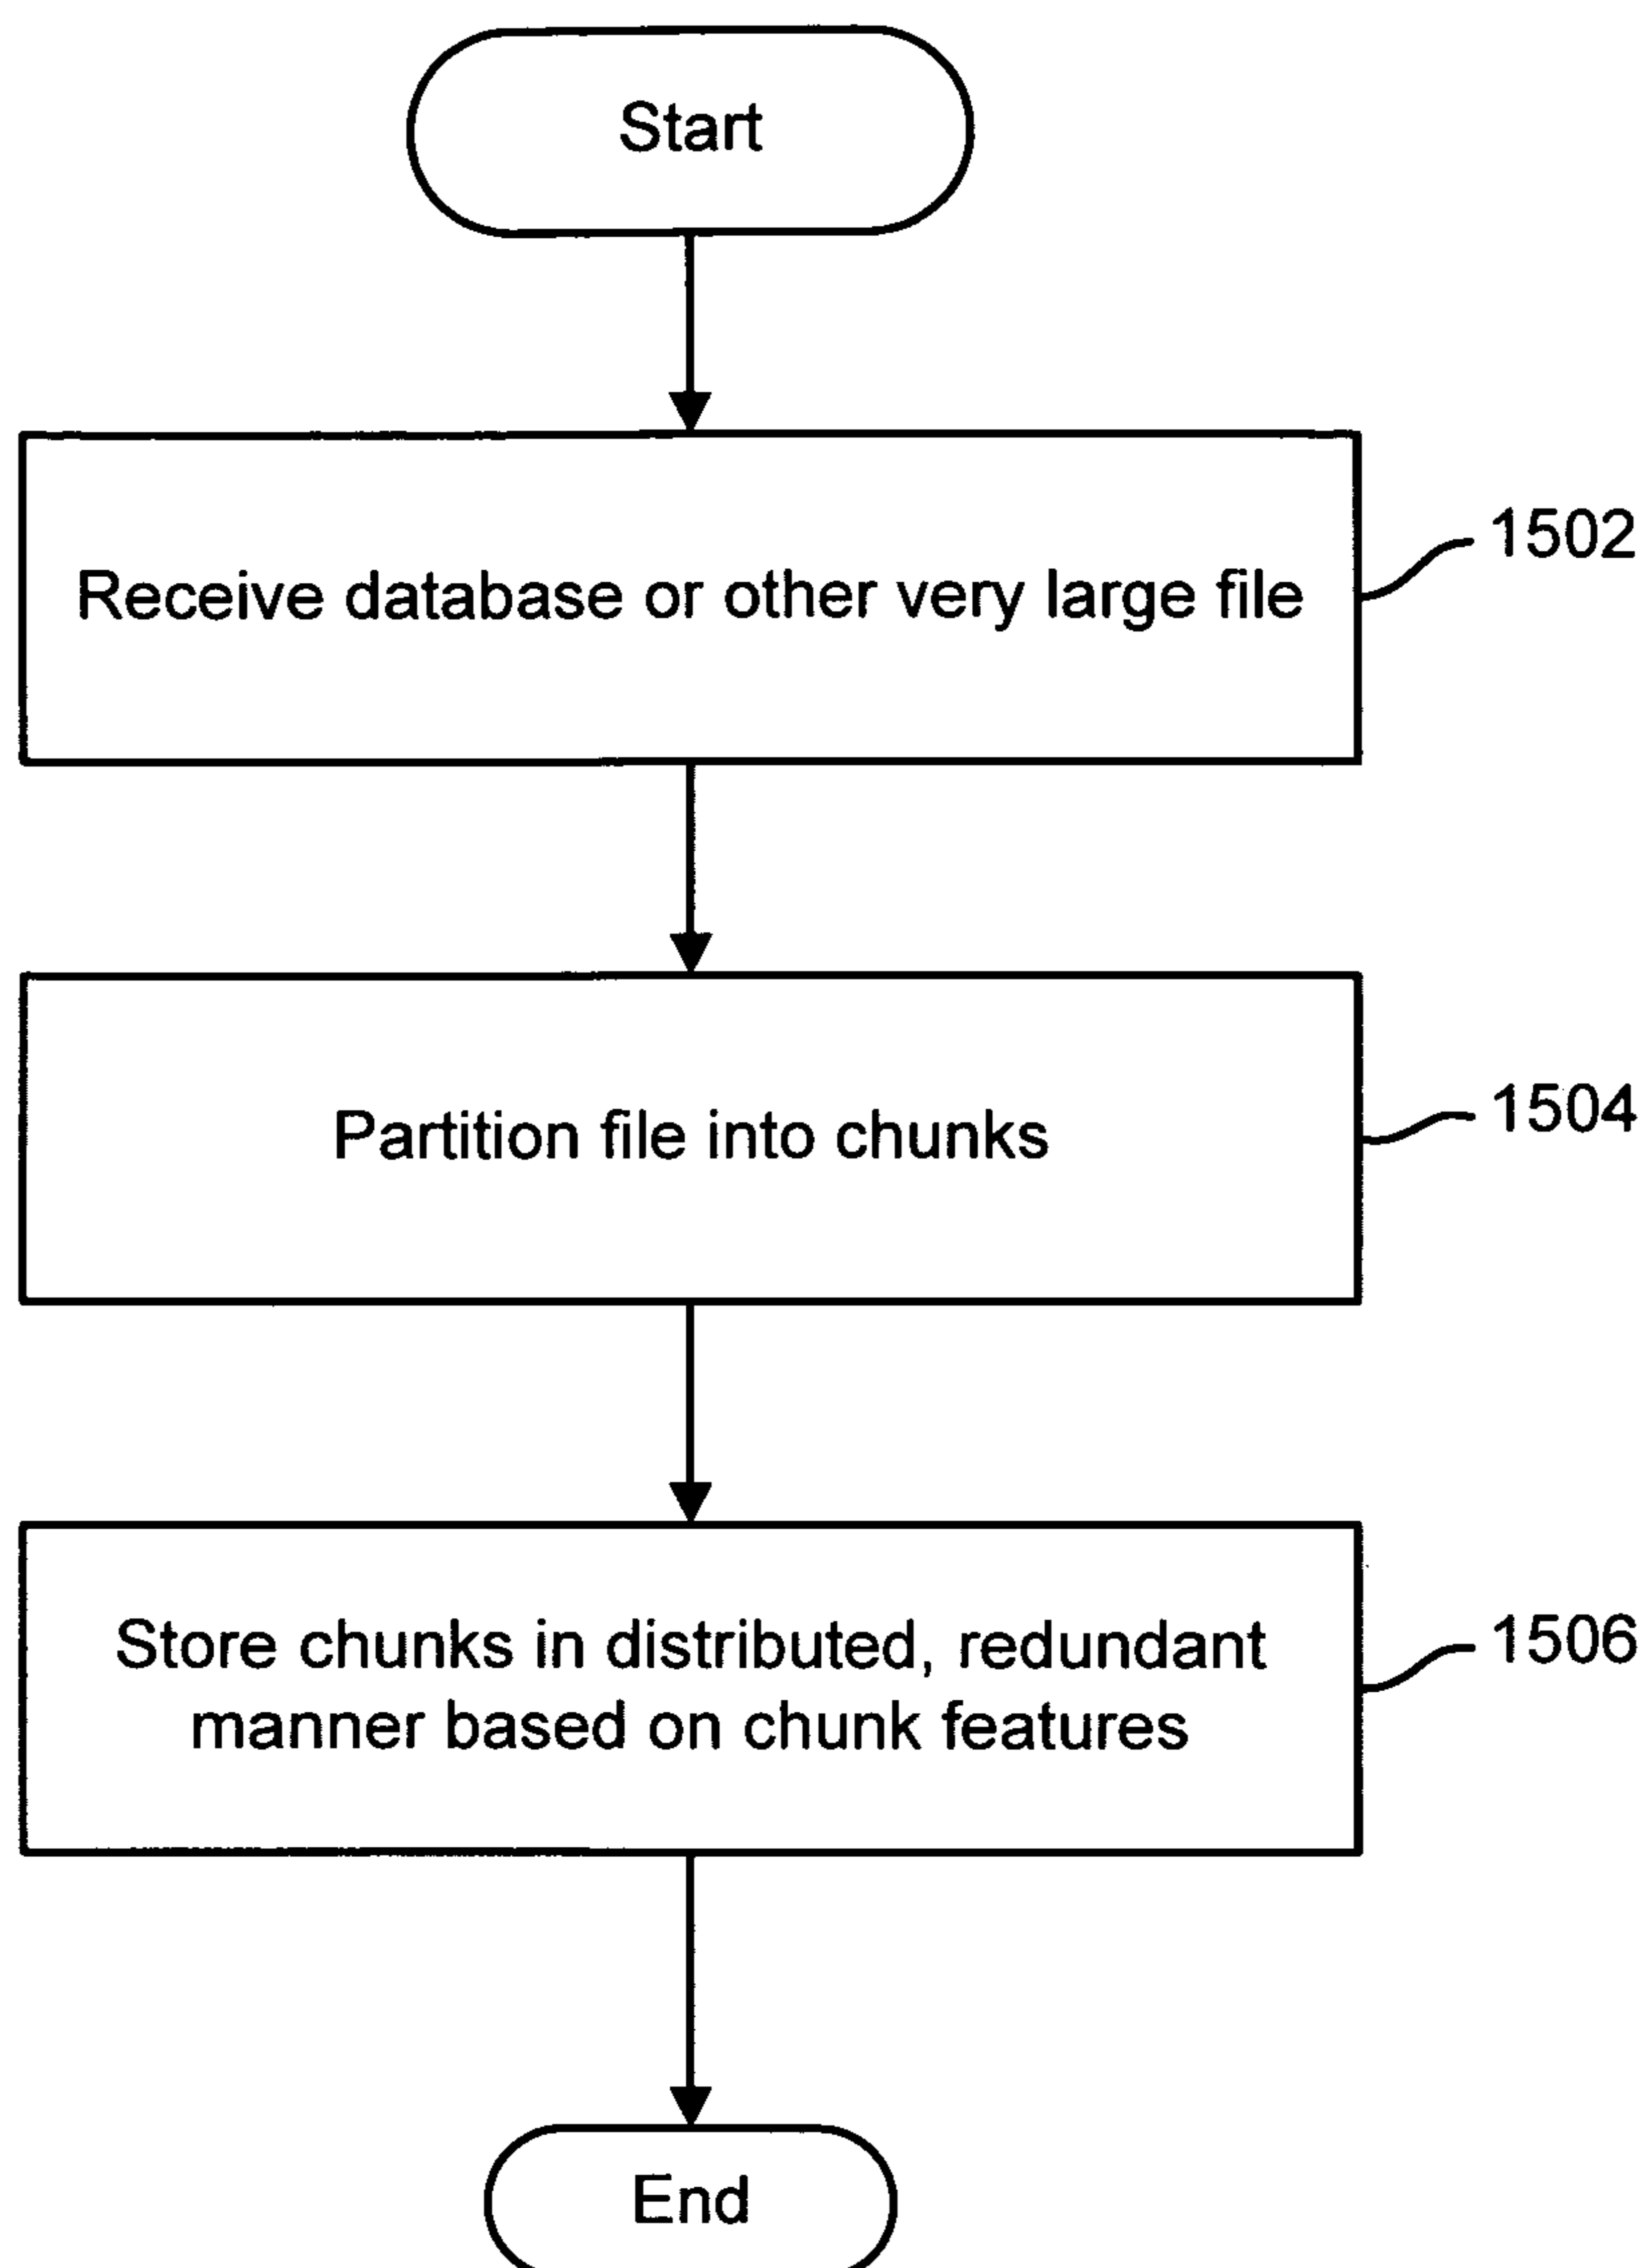 Start
Receive database or other very large file
1502
Partition file into chunks
1504
Store chunks in distributed, redundant
manner based on chunk features
1506
End